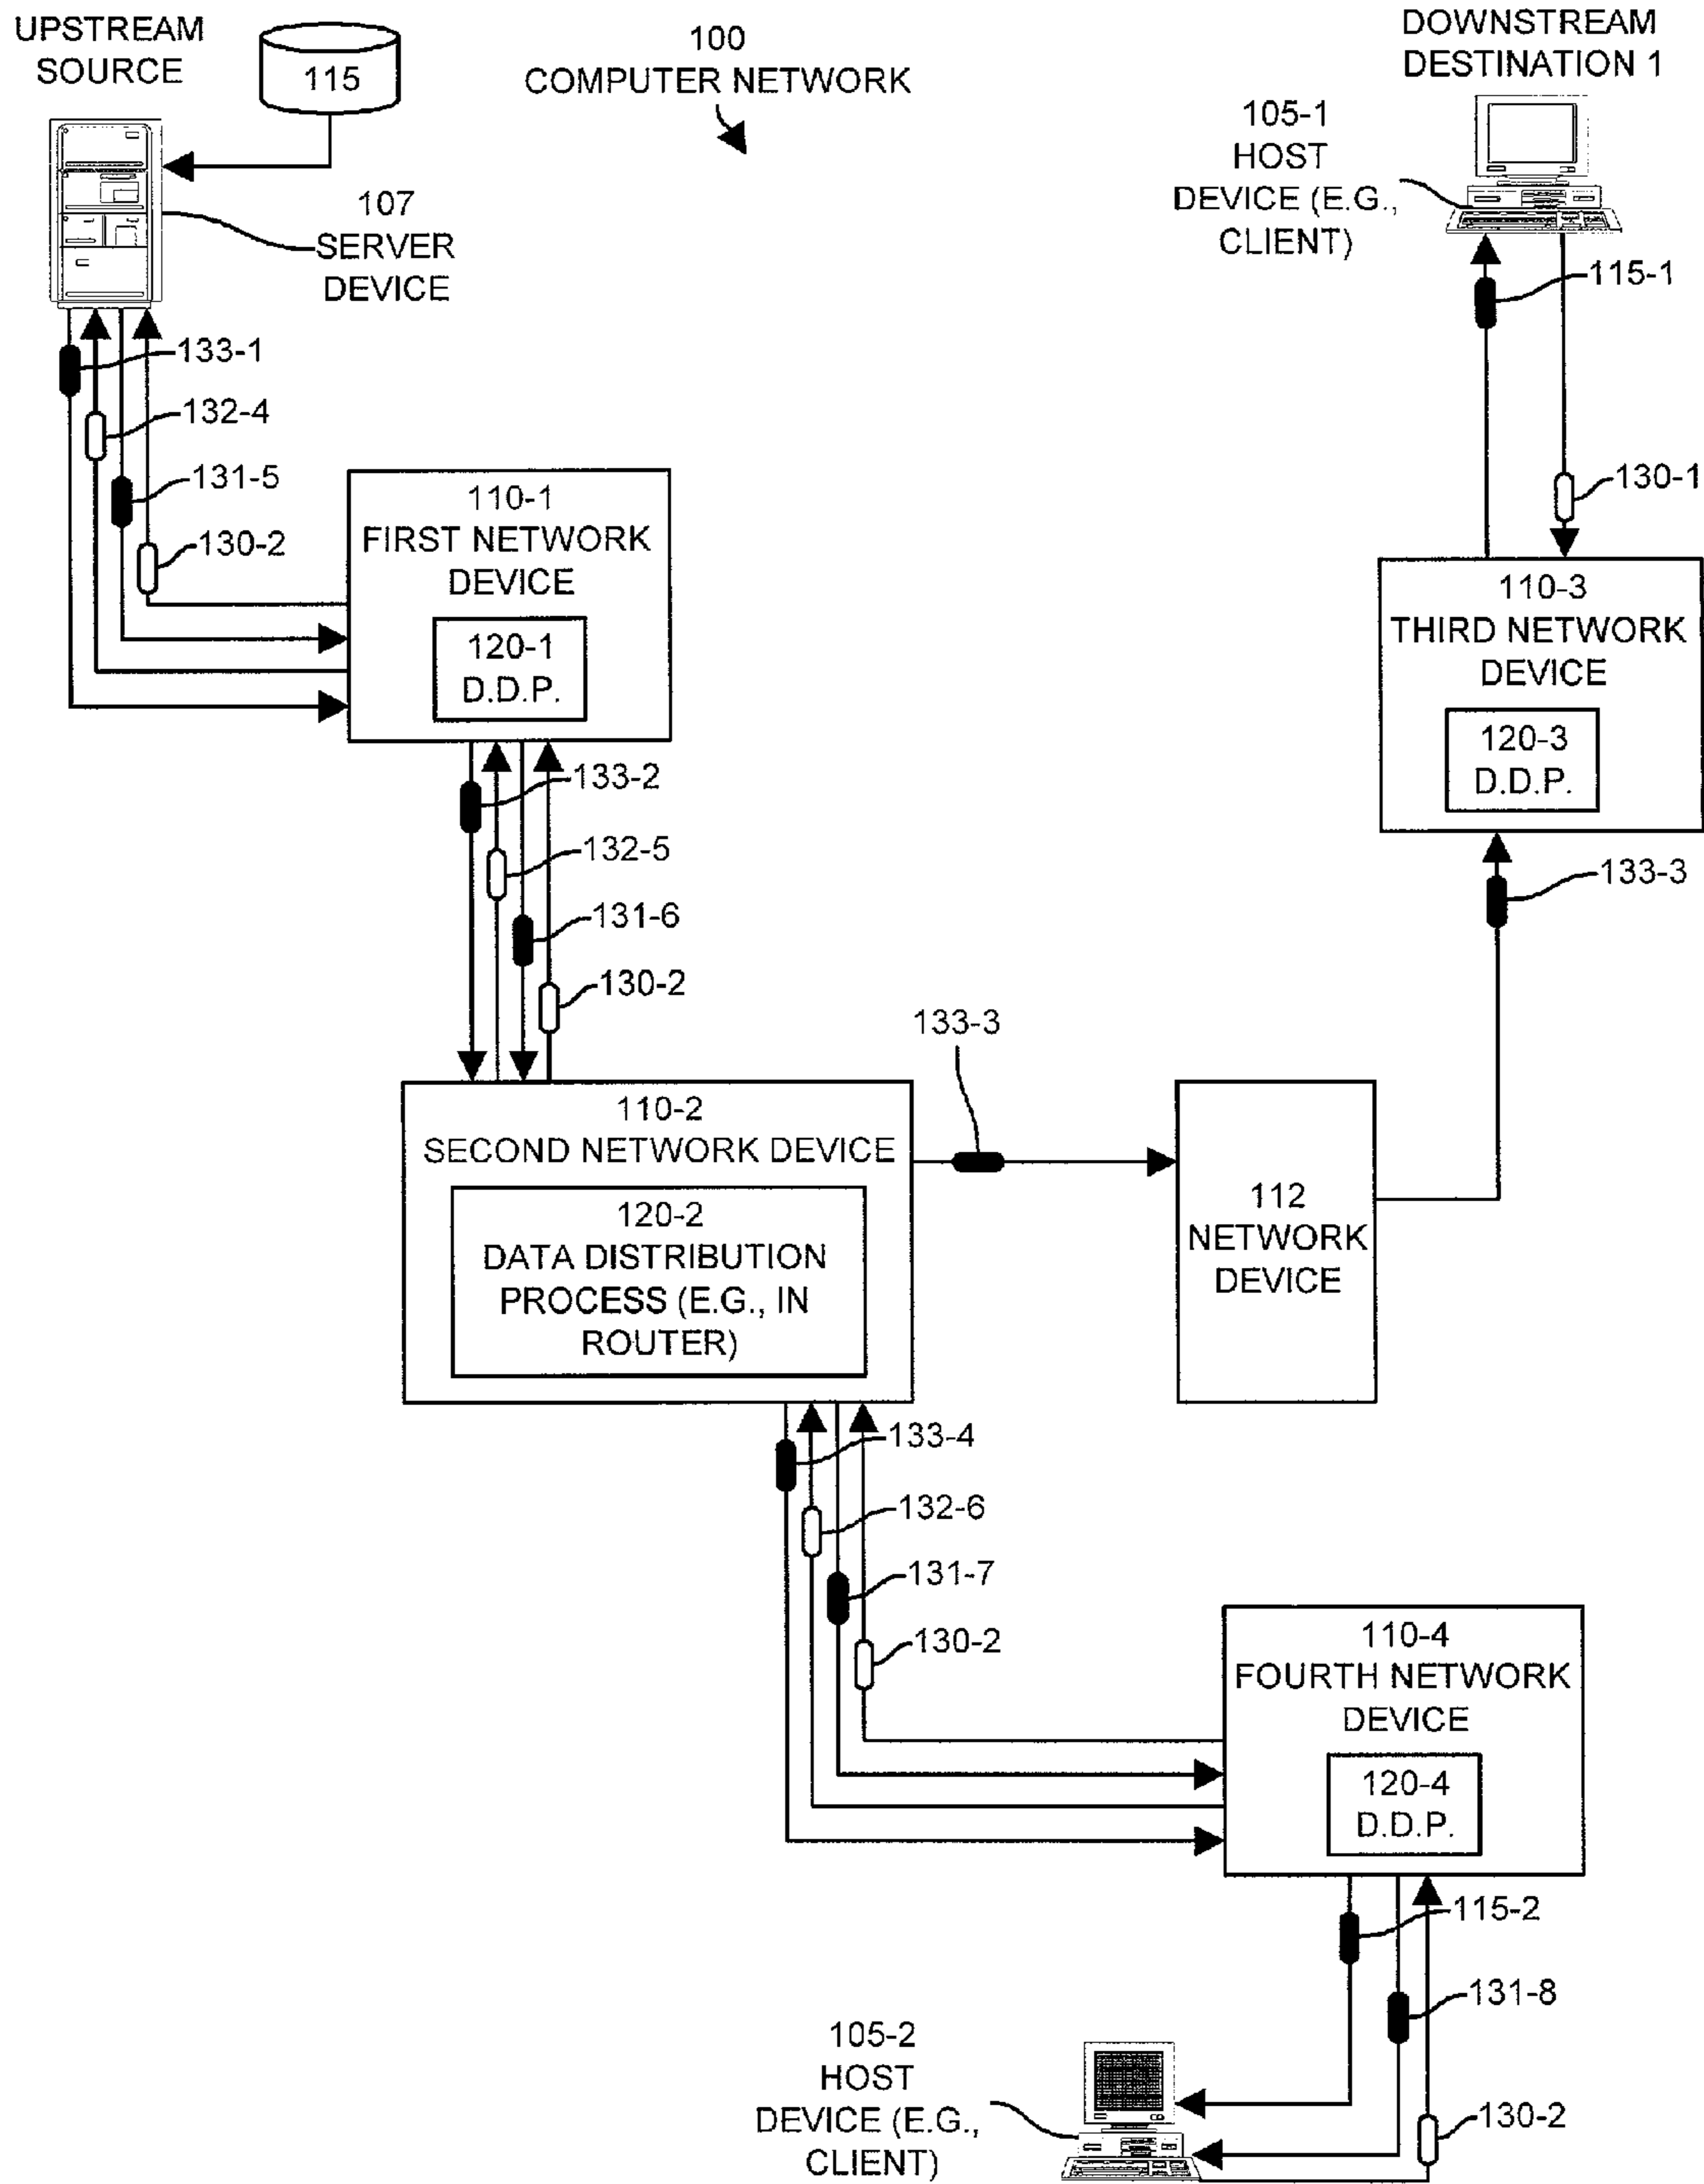 UPSTREAM
SOURCE
115
100
COMPUTER NETWORK
DOWNSTREAM
DESTINATION 1
105-1
HOST
DEVICE (E.G.,
CLIENT)
107
SERVER
DEVICE
115-1
133-1
132-4
131-5
130-2
130-1
110-1
FIRST NETWORK
DEVICE
120-1
D.D.P.
110-3
THIRD NETWORK
DEVICE
120-3
D.D.P.
133-2
132-5
131-6
130-2
133-3
133-3
110-2
SECOND NETWORK DEVICE
120-2
DATA DISTRIBUTION
PROCESS (E.G., IN
ROUTER)
112
NETWORK
DEVICE
133-4
132-6
131-7
130-2
110-4
FOURTH NETWORK
DEVICE
120-4
D.D.P.
115-2
131-8
130-2
105-2
HOST
DEVICE (E.G.,
CLIENT)